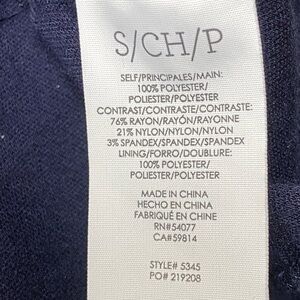 S/CH/P
SELF/PRINCIPALES/MAIN:
100% POLYESTER/
POLIESTER/POLYESTER
CONTRAST/CONTRASTE/CONTRASTE:
76% RAYON/RAYÓN/RAYONNE
21% NYLON/NYLON/NYLON
3% SPANDEX/SPANDEX/SPANDEX
LINING/FORRO/DOUBLURE:
100% POLYESTER/
POLIESTER/POLYESTER
MADE IN CHINA
HECHO EN CHINA
FABRIQUÉ EN CHINE
RN#54077
CA#59814
STYLE# 5345
PO# 219208